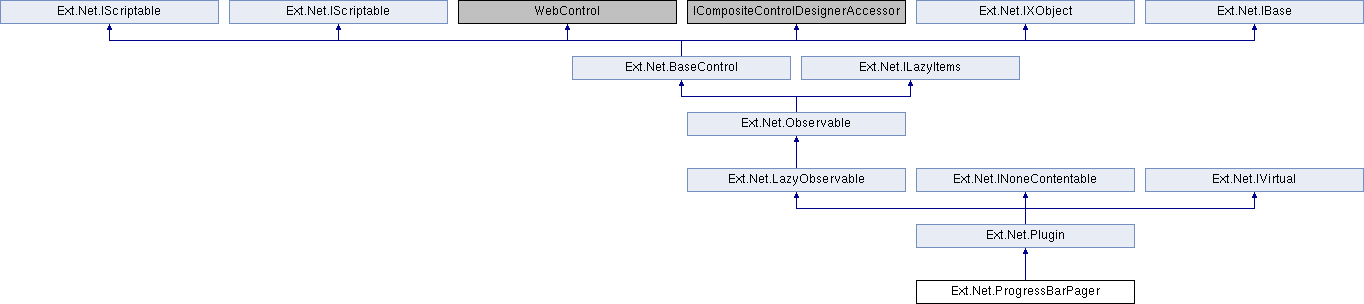 Ext.Net.IScriptable
Ext.Net.IScriptable
WebControl
ICompositeControlDesignerAccessor
Ext.Net.IXObject
Ext.Net.IBase
Ext.Net.BaseControl
Ext.Net.ILazyItems
Ext.Net.Observable
Ext.Net.LazyObservable
Ext.Net.INoneContentable
Ext.Net.IVirtual
Ext.Net.Plugin
Ext.Net.ProgressBarPager